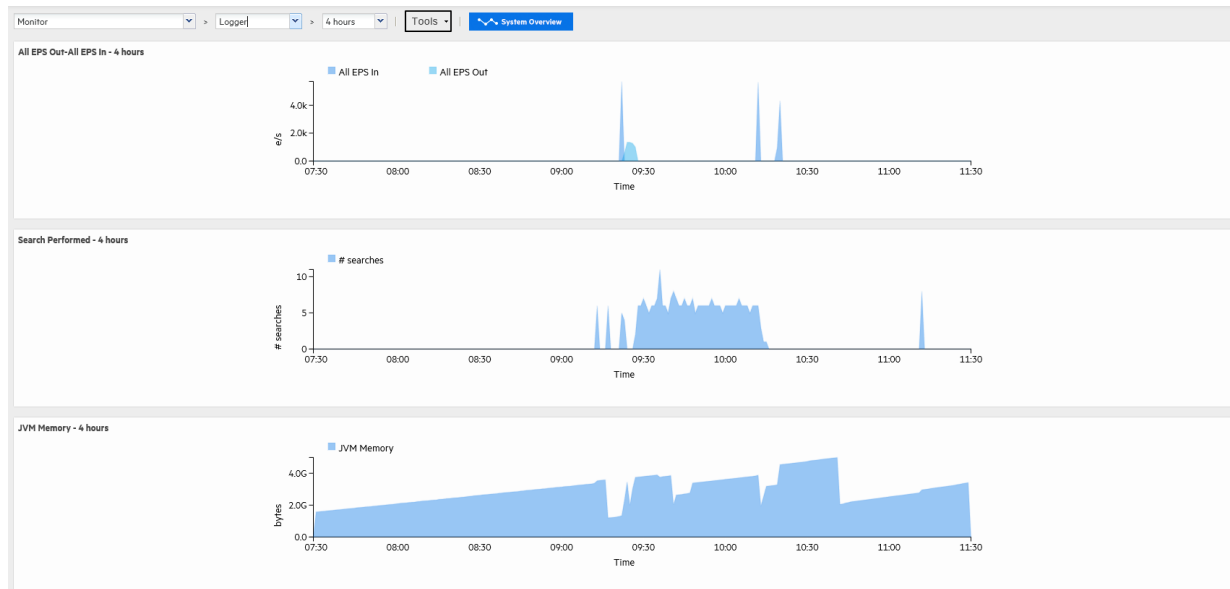 Monitor > Logger > 4 hours | Tools | System Overview
All EPS Out-All EPS In - 4 hours
All EPS In All EPS Out
4.0k
2.0k
0.0
e/s
07:30 08:00 08:30 09:00 09:30 10:00 10:30 11:00 11:30
Time
Search Performed - 4 hours
# searches
10
5
0
# searches
07:30 08:00 08:30 09:00 09:30 10:00 10:30 11:00 11:30
Time
JVM Memory - 4 hours
JVM Memory
4.0G
2.0G
0.0
bytes
07:30 08:00 08:30 09:00 09:30 10:00 10:30 11:00 11:30
Time